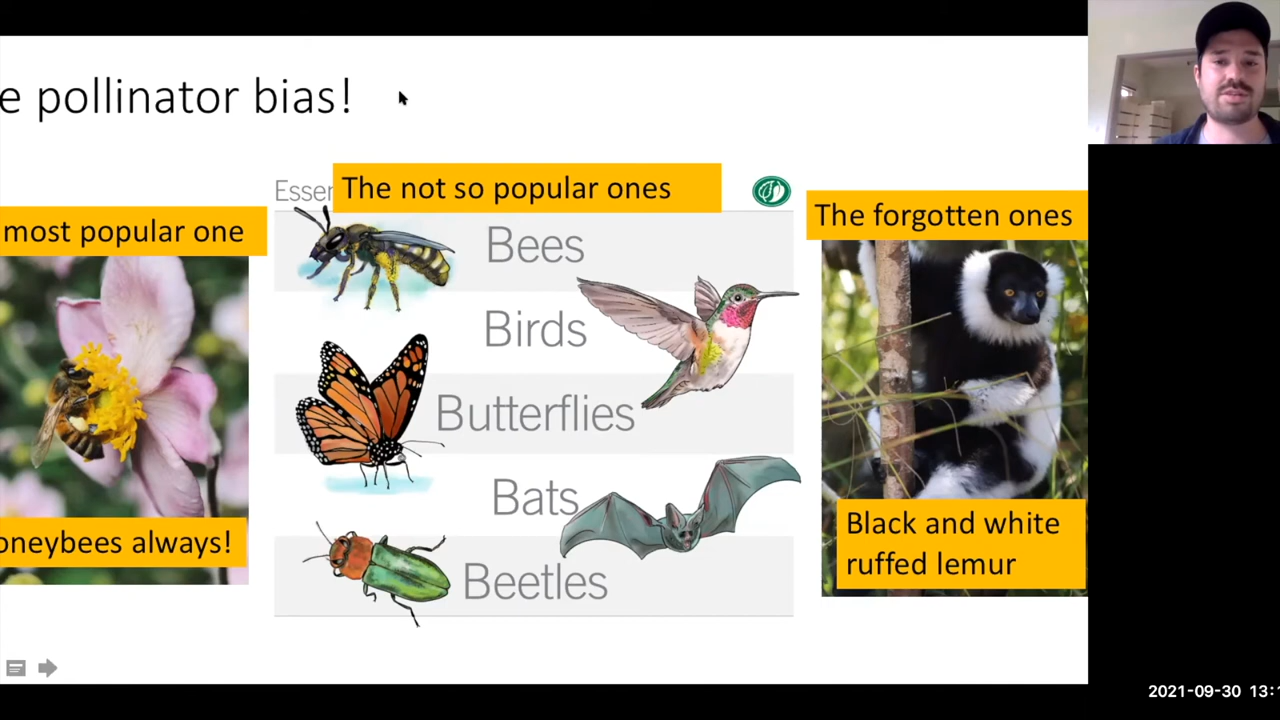 e pollinator bias!
Esser
The not so popular ones
most popular one
The forgotten ones
Bees
Birds
Butterflies
Bats
Beetles
oneybees always!
Black and white
ruffed lemur
2021-09-30 13:1